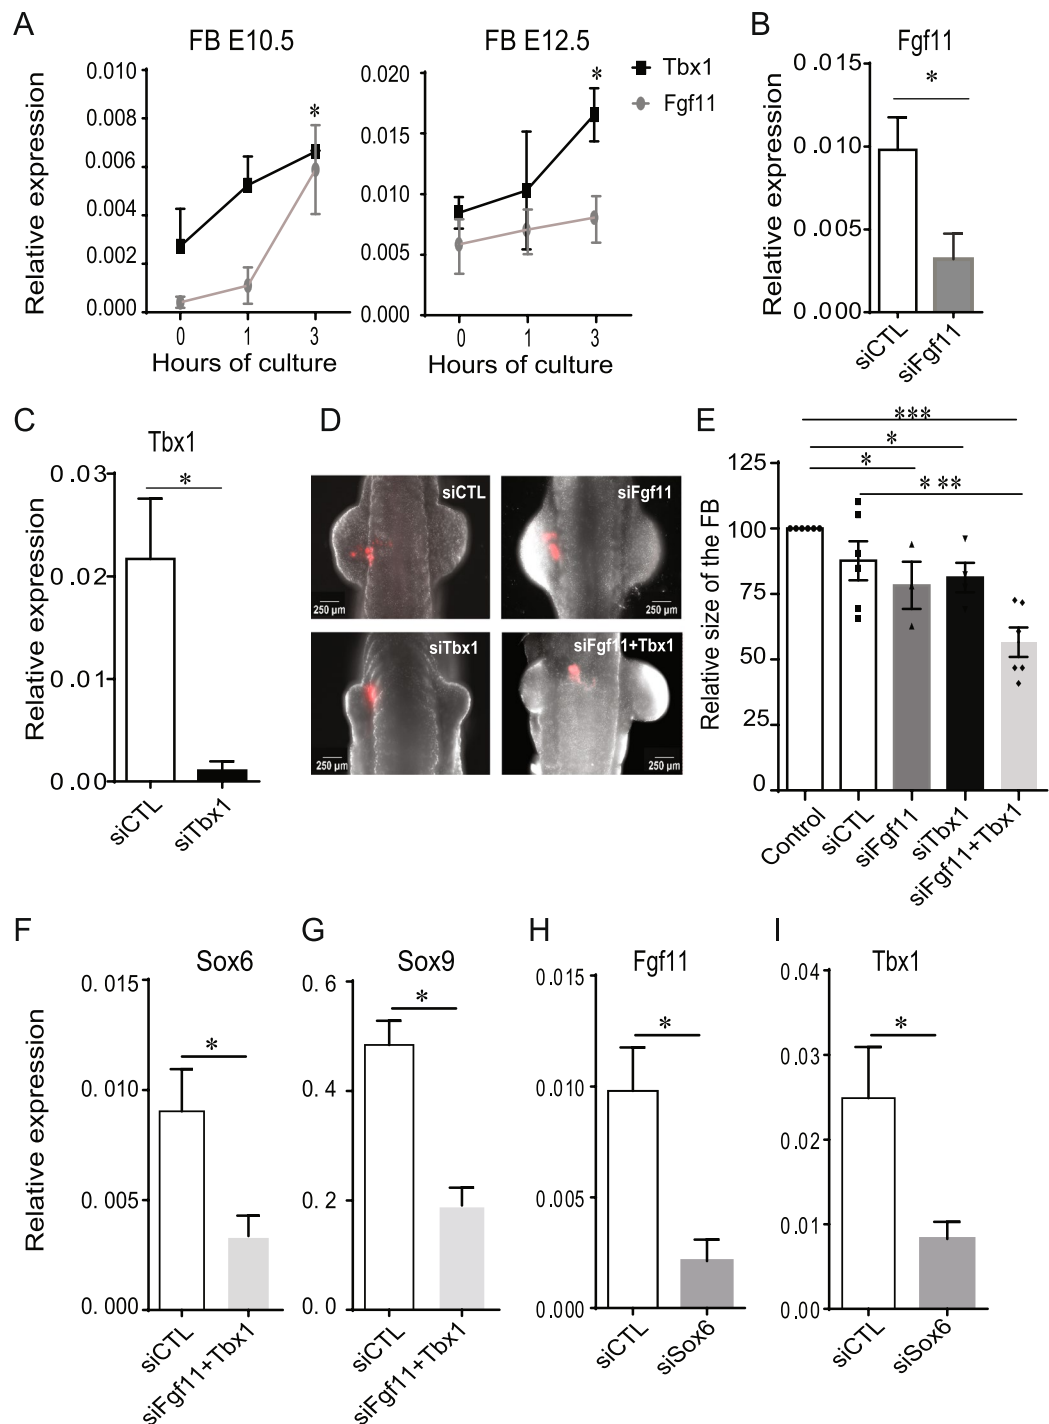 A
FB E10.5
FB E12.5
Tbx1
Fgf11
Relative expression
0.010
0.008
0.006
0.004
0.002
0.000
*
0
1
3
Hours of culture
0.020
0.015
0.010
0.005
0.000
*
0
1
3
Hours of culture
B
Fgf11
Relative expression
0.015
0.010
0.005
0.000
*
siCTL
siFgf11
C
Tbx1
Relative expression
0.03
0.02
0.01
0.00
*
siCTL
siTbx1
D
siCTL
250 µm
siFgf11
250 µm
siTbx1
250 µm
siFgf11+Tbx1
250 µm
E
Relative size of the FB
***
*
*
***
125
100
75
50
25
0
Control
siCTL
siFgf11
siTbx1
siFgf11+Tbx1
F
Sox6
Relative expression
0.015
0.010
0.005
0.000
*
siCTL
siFgf11+Tbx1
G
Sox9
0.6
0.4
0.2
0.0
*
siCTL
siFgf11+Tbx1
H
Fgf11
0.015
0.010
0.005
0.000
*
siCTL
siSox6
I
Tbx1
0.04
0.03
0.02
0.01
0.00
*
siCTL
siSox6